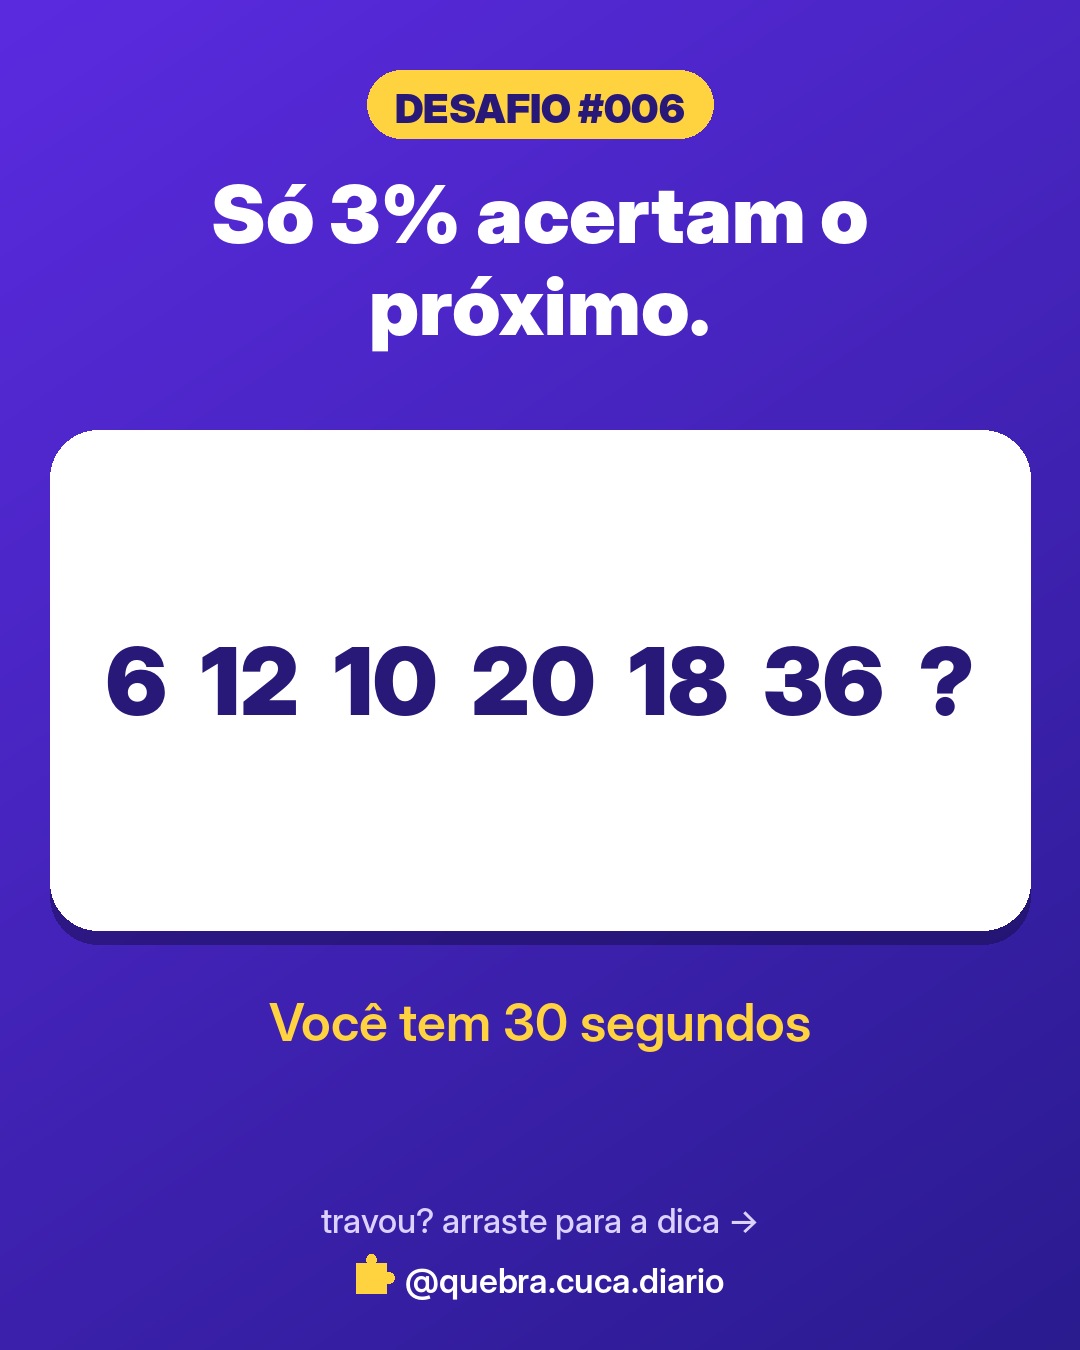 DESAFIO #006
Só 3% acertam o
próximo.
6 12 10 20 18 36 ?
Você tem 30 segundos
travou? arraste para a dica →
@quebra.cuca.diario